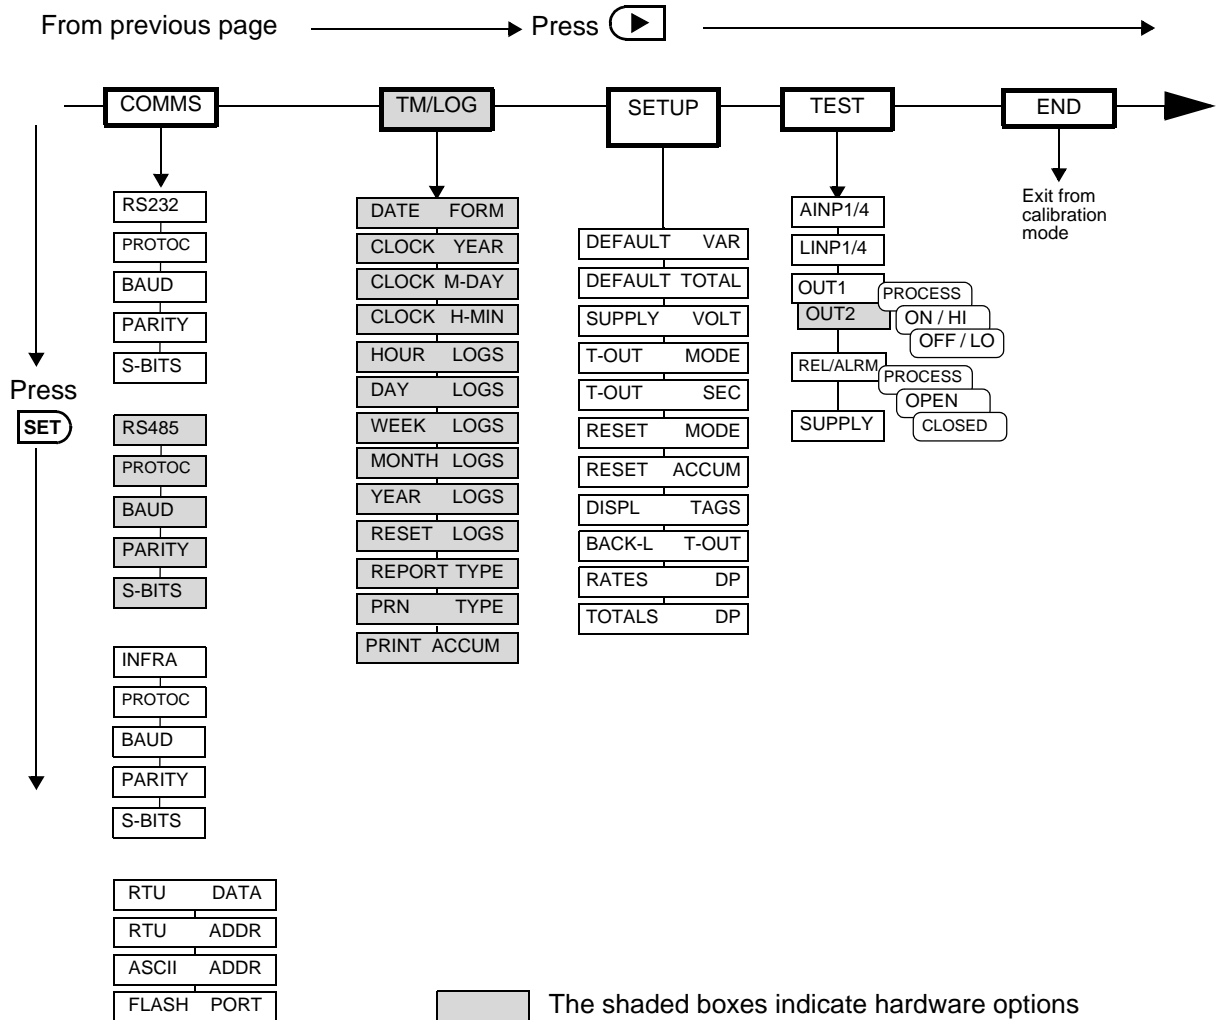 From previous page Press
COMMS TM/LOG SETUP TEST END
Press
SET
RS232
PROTOC
BAUD
PARITY
S-BITS
RS485
PROTOC
BAUD
PARITY
S-BITS
INFRA
PROTOC
BAUD
PARITY
S-BITS
RTU DATA
RTU ADDR
ASCII ADDR
FLASH PORT
DATE FORM
CLOCK YEAR
CLOCK M-DAY
CLOCK H-MIN
HOUR LOGS
DAY LOGS
WEEK LOGS
MONTH LOGS
YEAR LOGS
RESET LOGS
REPORT TYPE
PRN TYPE
PRINT ACCUM
DEFAULT VAR
DEFAULT TOTAL
SUPPLY VOLT
T-OUT MODE
T-OUT SEC
RESET MODE
RESET ACCUM
DISPL TAGS
BACK-L T-OUT
RATES DP
TOTALS DP
AINP1/4
LINP1/4
OUT1
OUT2
PROCESS
ON / HI
OFF / LO
REL/ALRM
PROCESS
OPEN
CLOSED
SUPPLY
Exit from
calibration
mode
The shaded boxes indicate hardware options